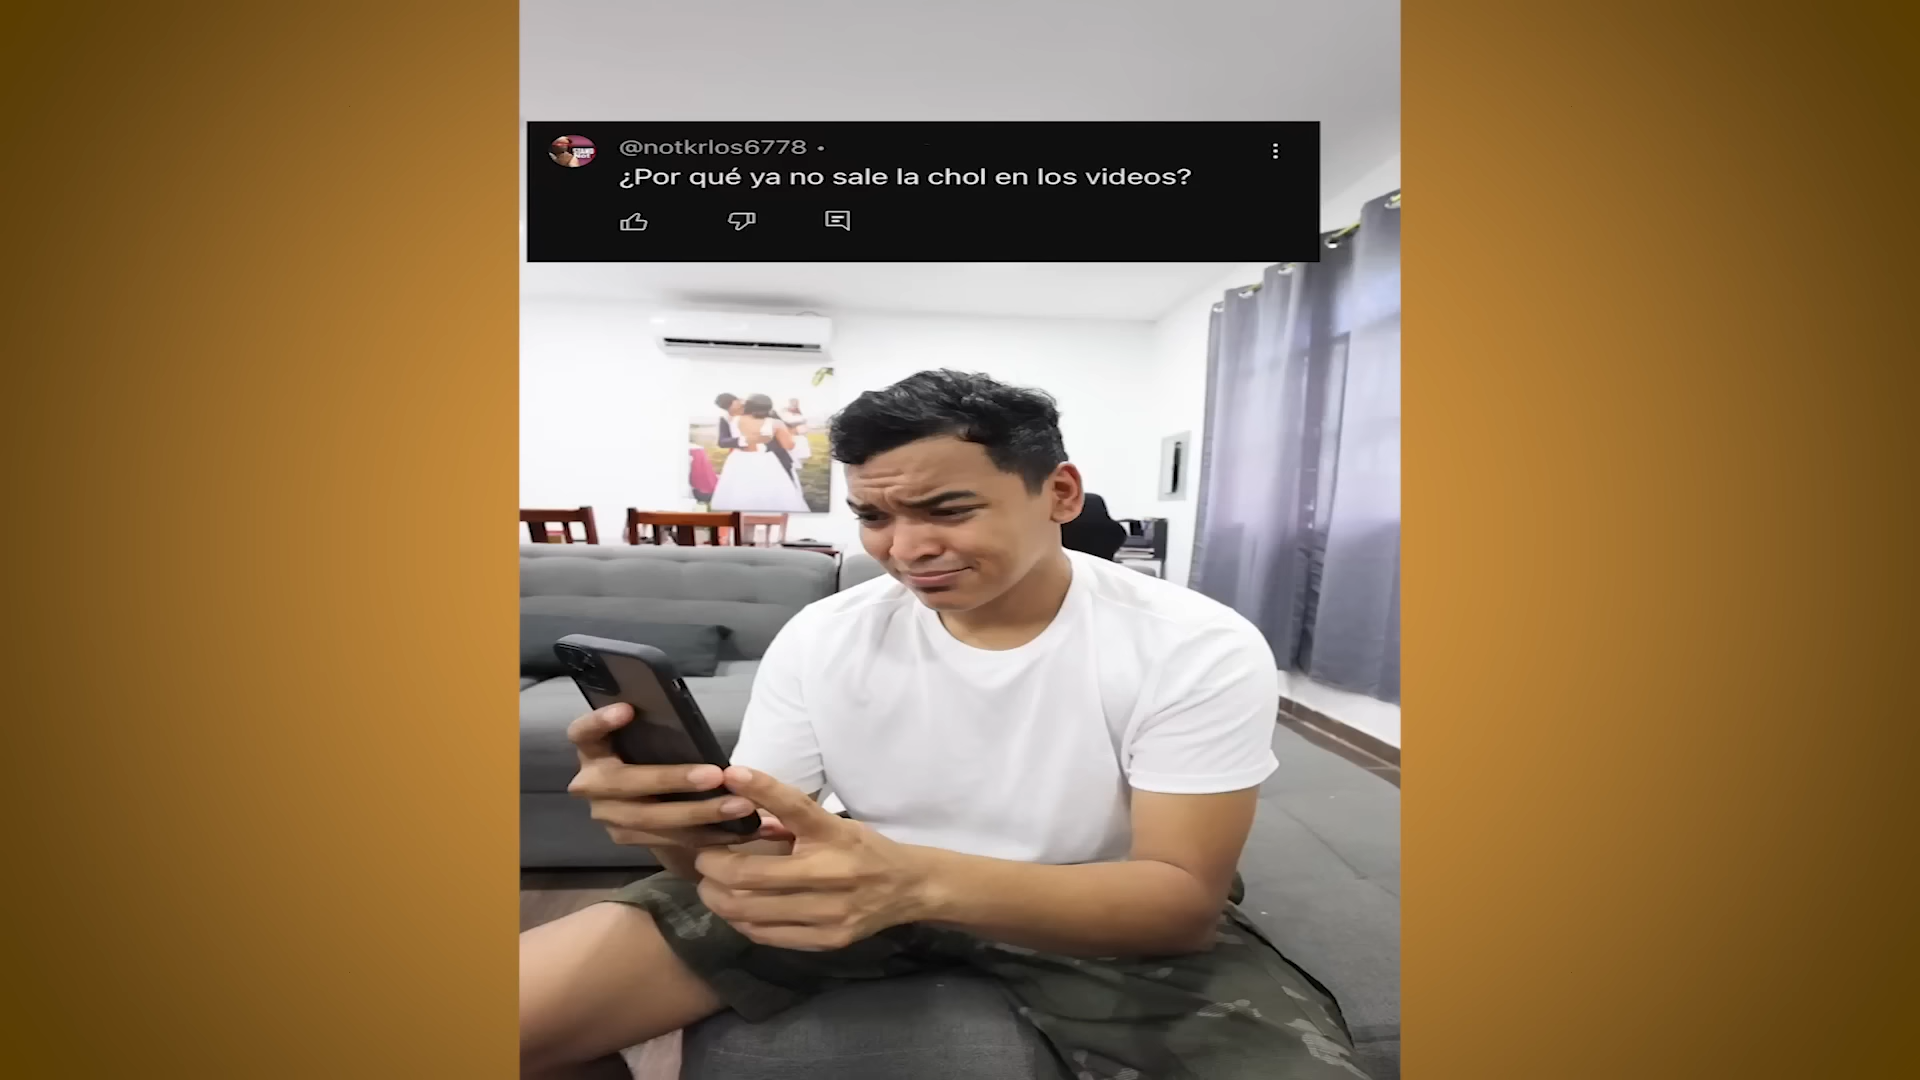 @notkrlos6778 •
¿Por qué ya no sale la chol en los videos?